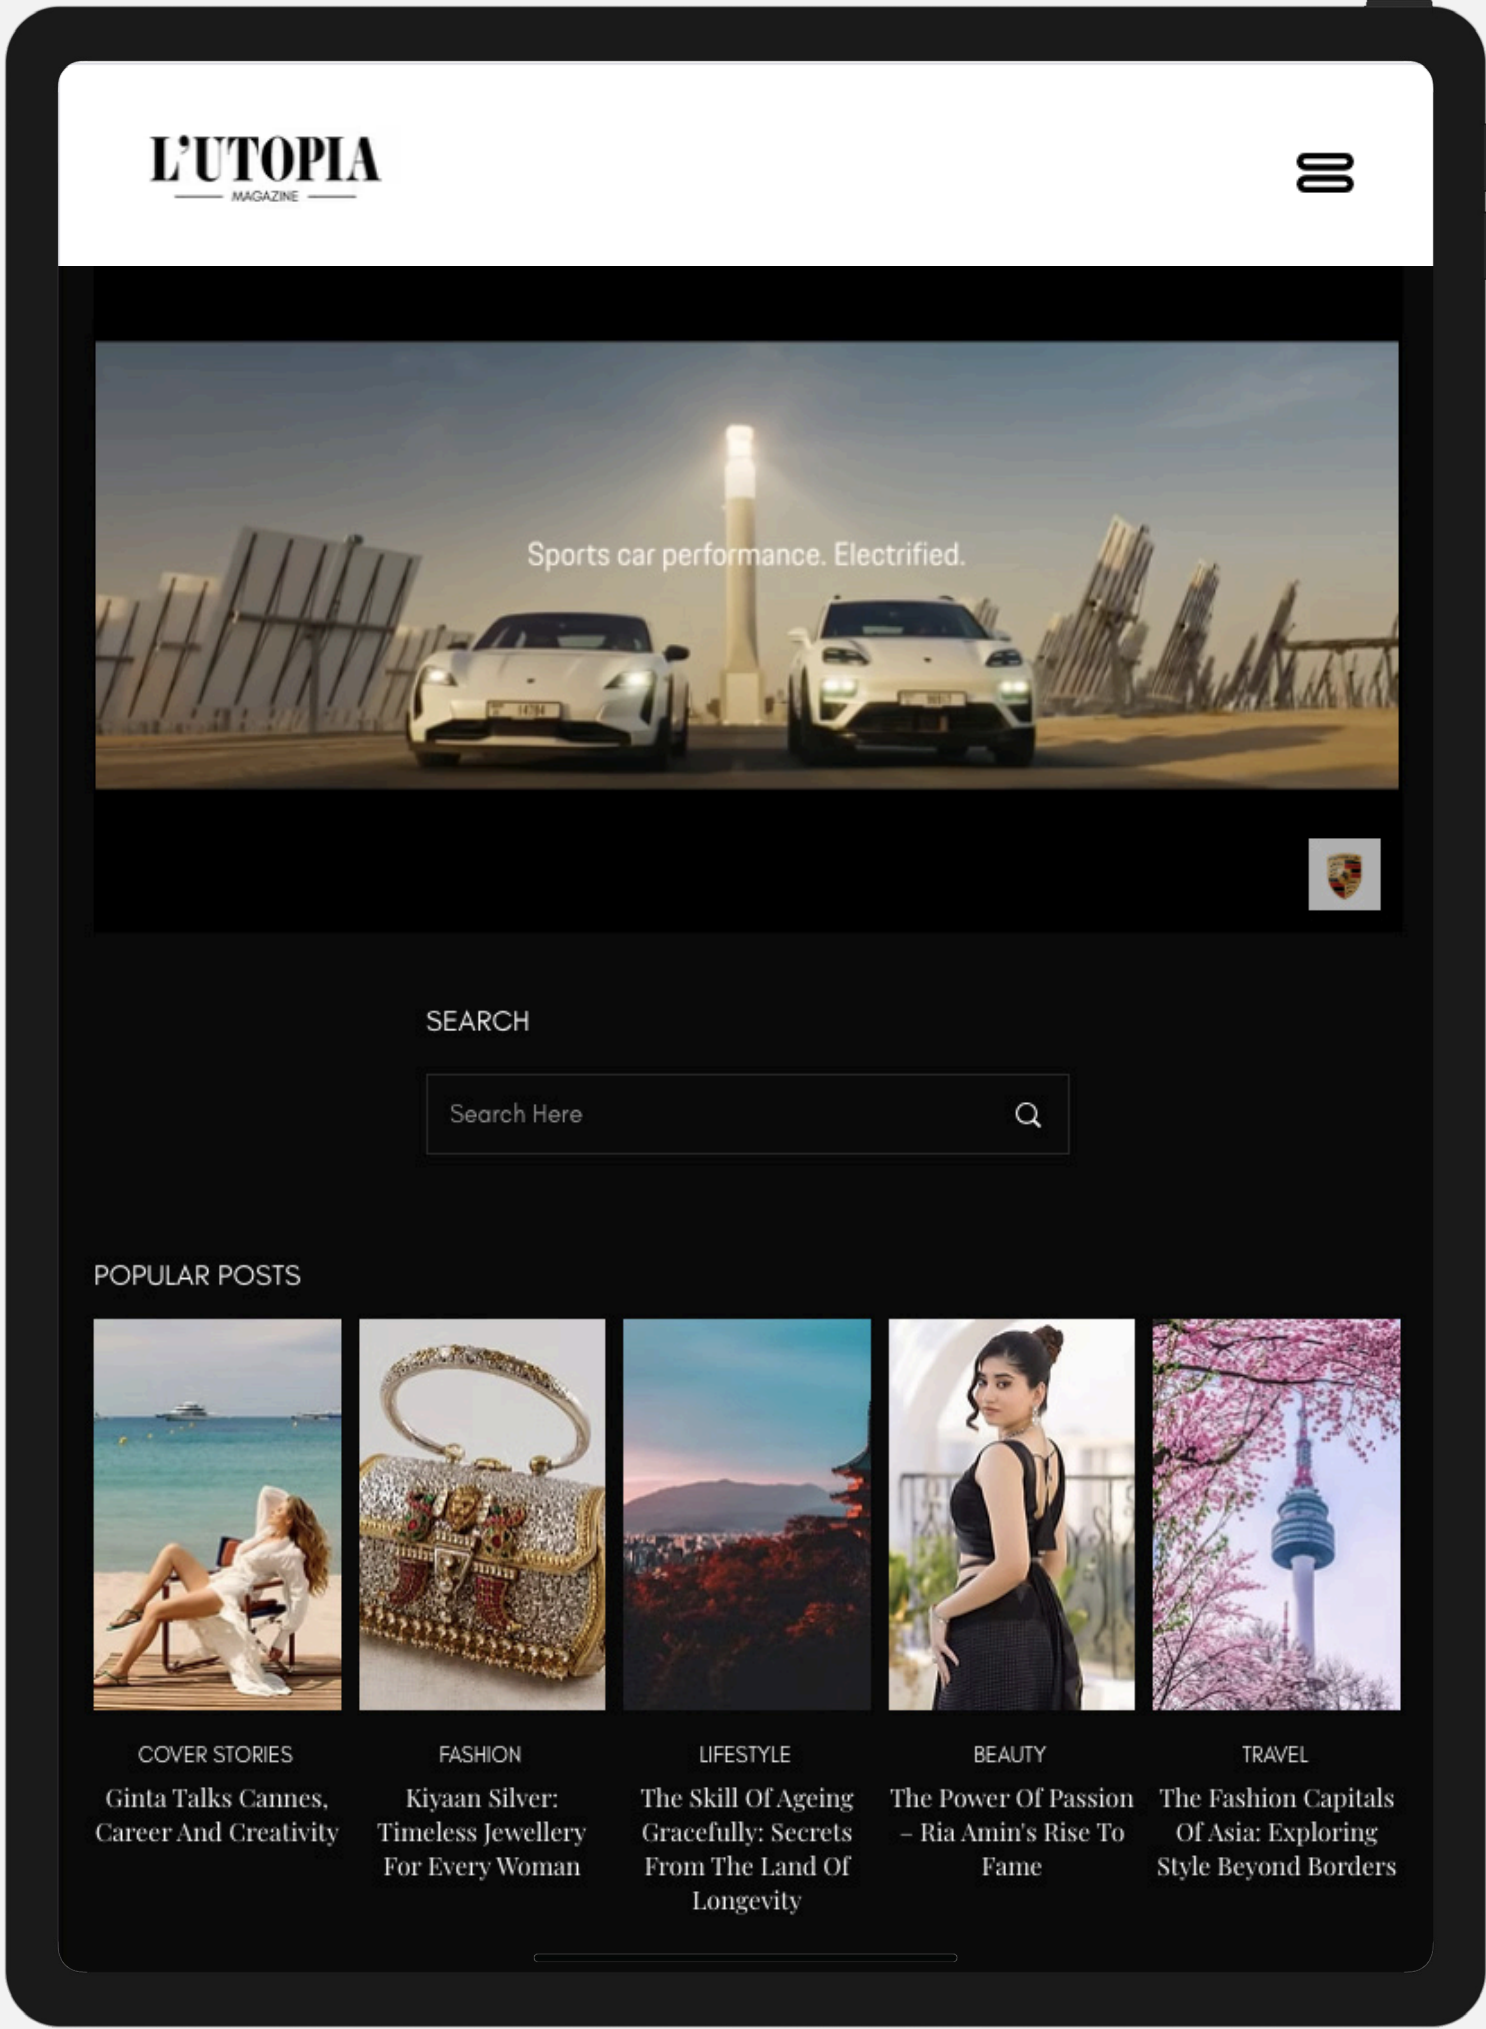 L'UTOPIA
MAGAZINE
Sports car performance. Electrified.
14784
SEARCH
Search Here
POPULAR POSTS
COVER STORIES
Ginta Talks Cannes,
Career And Creativity
FASHION
Kiyaan Silver:
Timeless Jewellery
For Every Woman
LIFESTYLE
The Skill Of Ageing
Gracefully: Secrets
From The Land Of
Longevity
BEAUTY
The Power Of Passion
– Ria Amin's Rise To
Fame
TRAVEL
The Fashion Capitals
Of Asia: Exploring
Style Beyond Borders